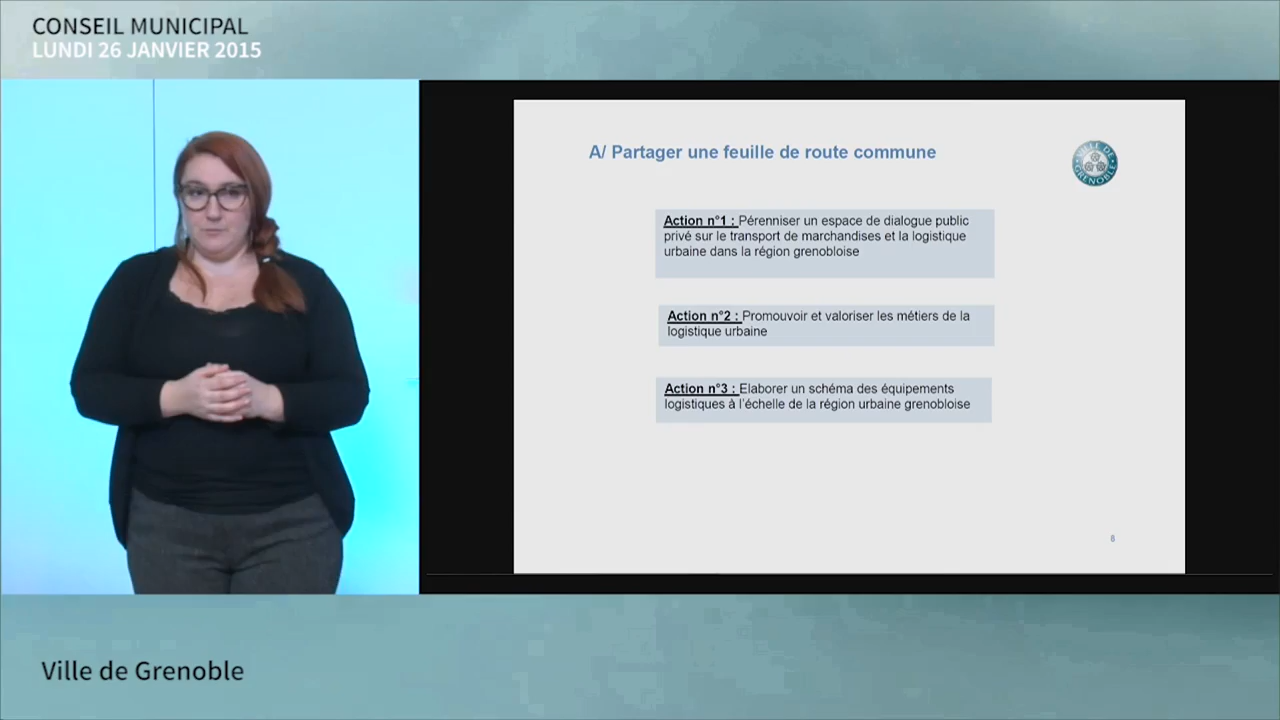 CONSEIL MUNICIPAL
LUNDI 26 JANVIER 2015
A/ Partager une feuille de route commune
VILLE DE GRENOBLE
Action n°1 : Pérenniser un espace de dialogue public
privé sur le transport de marchandises et la logistique
urbaine dans la région grenobloise
Action n°2 : Promouvoir et valoriser les métiers de la
logistique urbaine
Action n°3 : Elaborer un schéma des équipements
logistiques à l'échelle de la région urbaine grenobloise
8
Ville de Grenoble